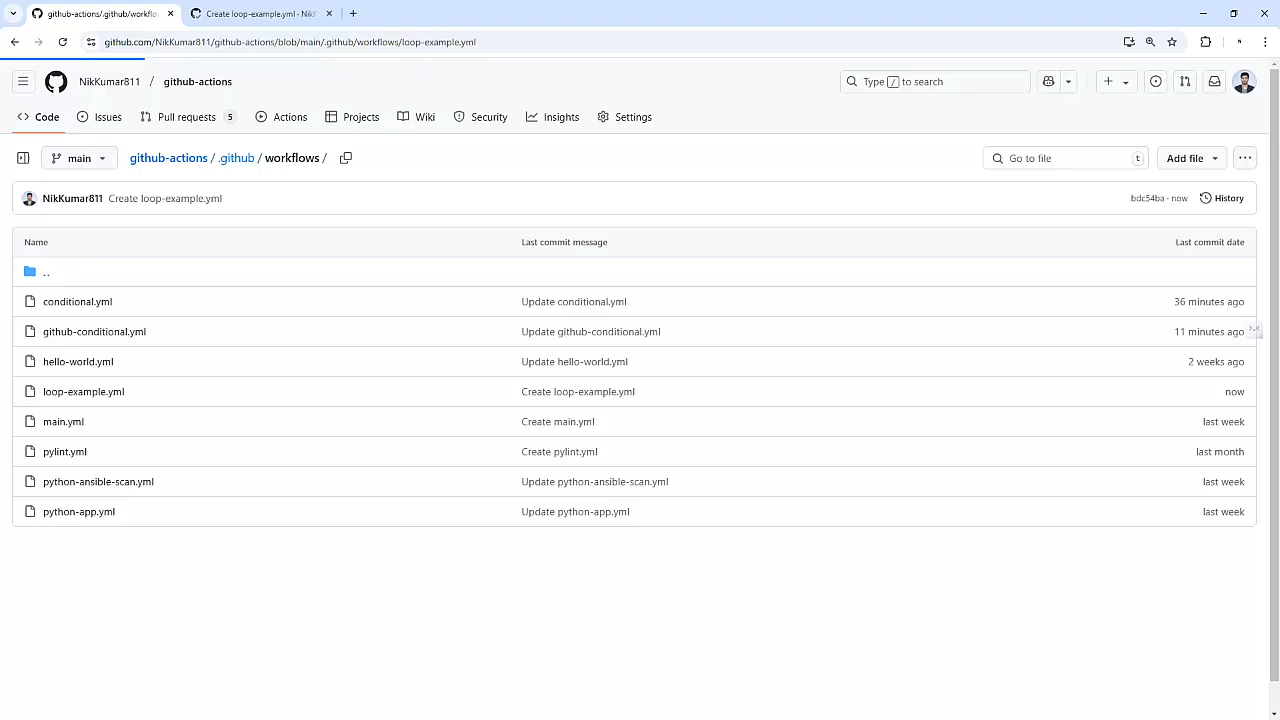 github-actions/.github/workflo
Create loop-example.yml · Nik
github.com/NikKumar811/github-actions/blob/main/.github/workflows/loop-example.yml
NikKumar811 / github-actions
Type / to search
Code
Issues
Pull requests 5
Actions
Projects
Wiki
Security
Insights
Settings
main
github-actions / .github / workflows /
Go to file t
Add file
NikKumar811 Create loop-example.yml
bdc54ba · now
History
Name Last commit message Last commit date
..
conditional.yml Update conditional.yml 36 minutes ago
github-conditional.yml Update github-conditional.yml 11 minutes ago
hello-world.yml Update hello-world.yml 2 weeks ago
loop-example.yml Create loop-example.yml now
main.yml Create main.yml last week
pylint.yml Create pylint.yml last month
python-ansible-scan.yml Update python-ansible-scan.yml last week
python-app.yml Update python-app.yml last week